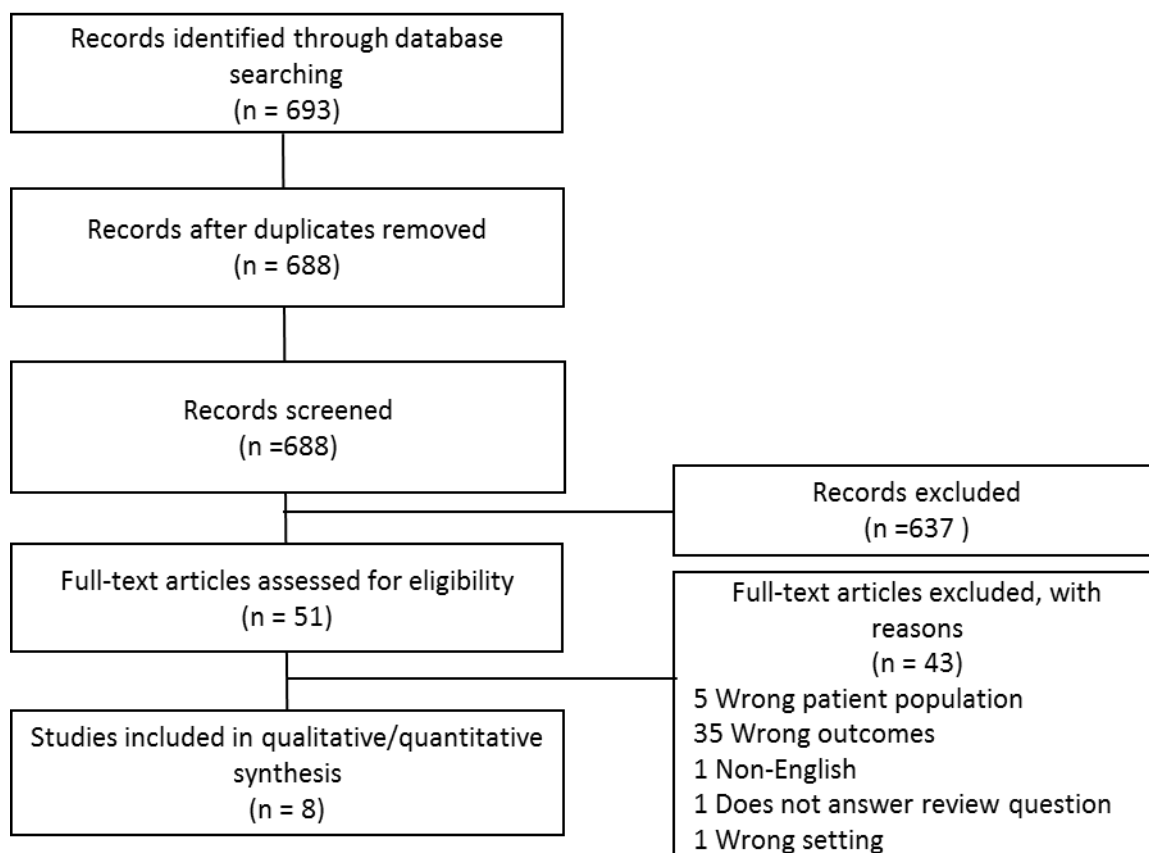 Records identified through database
searching
(n = 693)
Records after duplicates removed
(n = 688)
Records screened
(n =688)
Records excluded
(n =637 )
Full-text articles assessed for eligibility
(n = 51)
Full-text articles excluded, with
reasons
(n = 43)
5 Wrong patient population
35 Wrong outcomes
1 Non-English
1 Does not answer review question
1 Wrong setting
Studies included in qualitative/quantitative
synthesis
(n = 8)